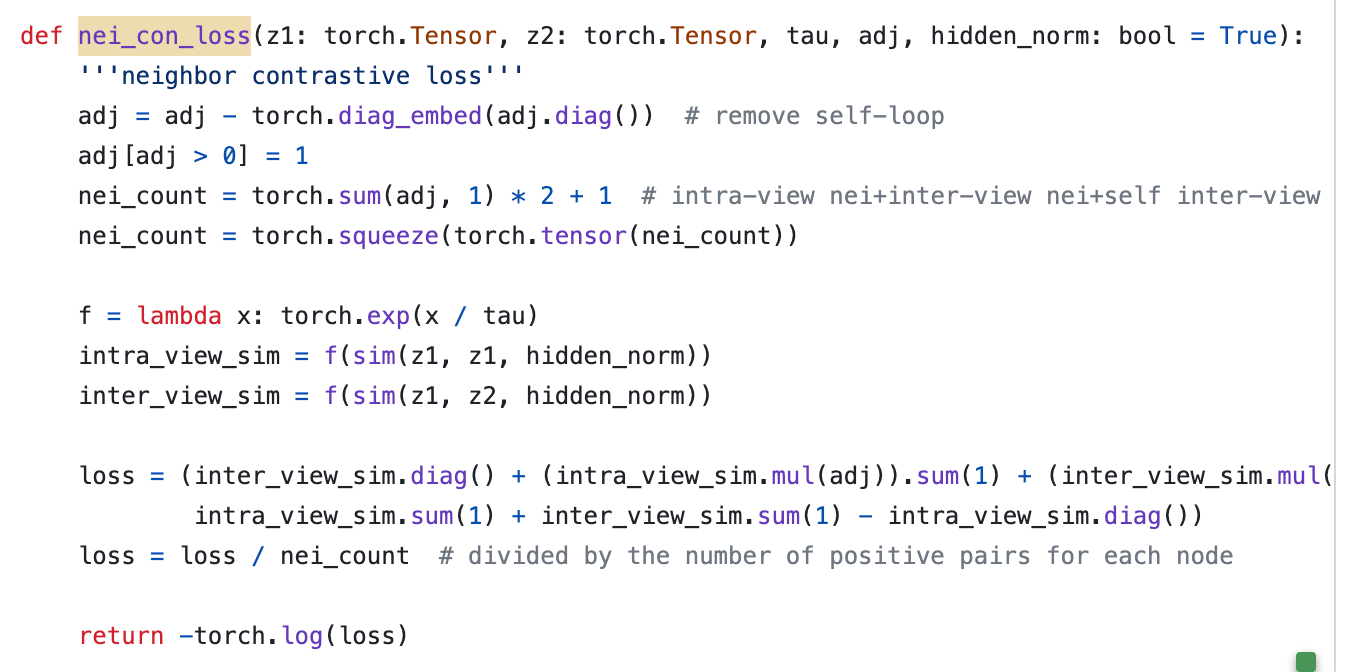 def nei_con_loss(z1: torch.Tensor, z2: torch.Tensor, tau, adj, hidden_norm: bool = True):
    '''neighbor contrastive loss'''
    adj = adj - torch.diag_embed(adj.diag())  # remove self-loop
    adj[adj > 0] = 1
    nei_count = torch.sum(adj, 1) * 2 + 1  # intra-view nei+inter-view nei+self inter-view
    nei_count = torch.squeeze(torch.tensor(nei_count))
    f = lambda x: torch.exp(x / tau)
    intra_view_sim = f(sim(z1, z1, hidden_norm))
    inter_view_sim = f(sim(z1, z2, hidden_norm))
    loss = (inter_view_sim.diag() + (intra_view_sim.mul(adj)).sum(1) + (inter_view_sim.mul(
            intra_view_sim.sum(1) + inter_view_sim.sum(1) - intra_view_sim.diag())
    loss = loss / nei_count  # divided by the number of positive pairs for each node
    return -torch.log(loss)